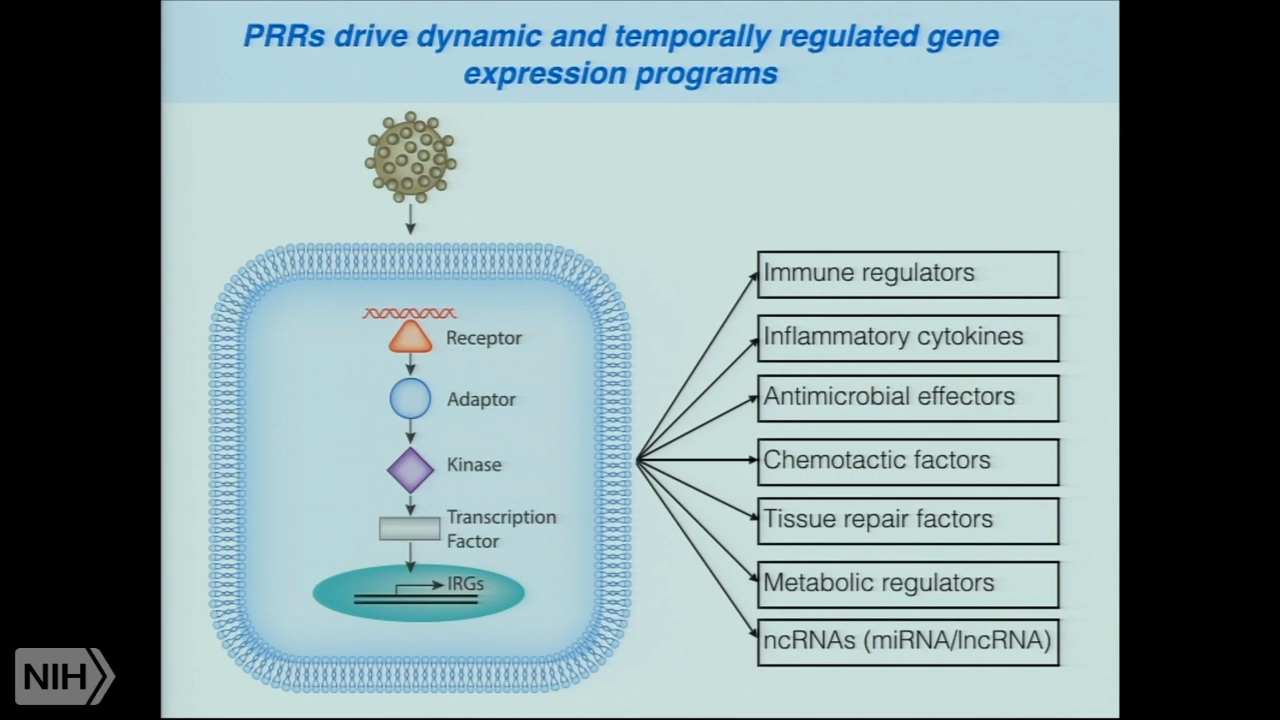 PRRs drive dynamic and temporally regulated gene
expression programs
Receptor
Adaptor
Kinase
Transcription
Factor
IRGs
Immune regulators
Inflammatory cytokines
Antimicrobial effectors
Chemotactic factors
Tissue repair factors
Metabolic regulators
ncRNAs (miRNA/lncRNA)
NIH